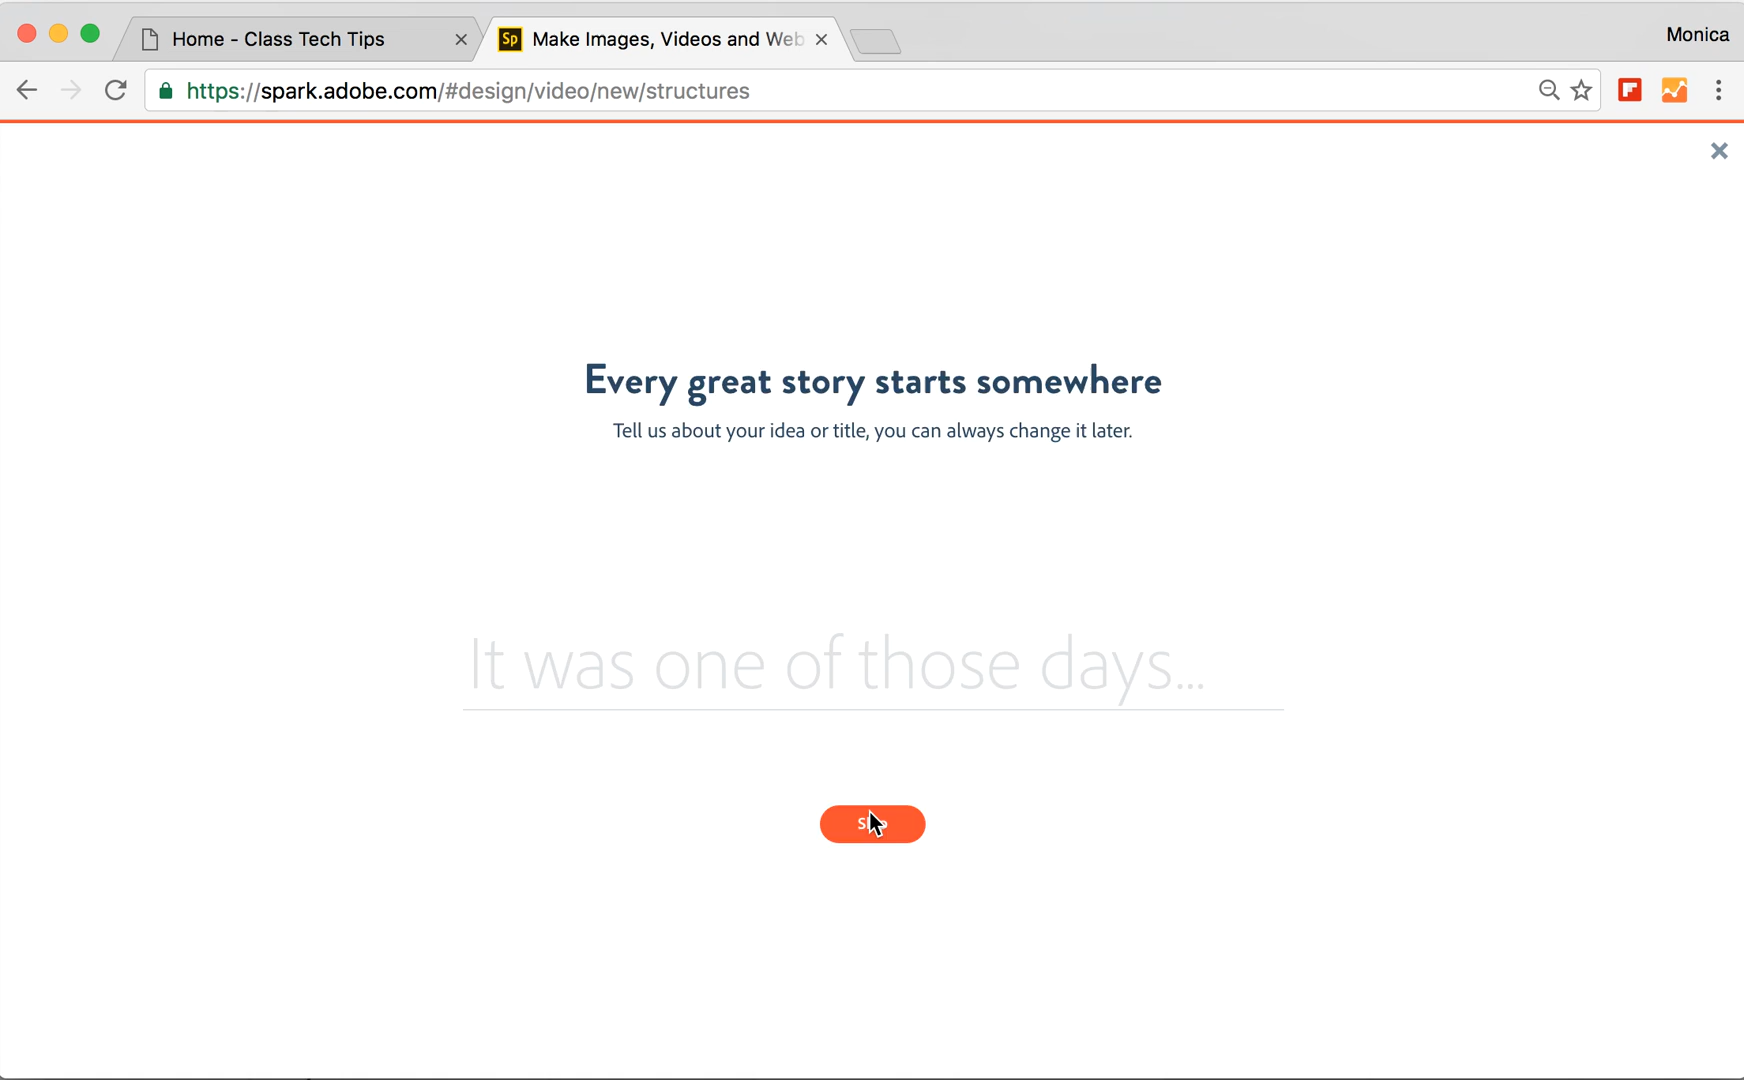 Home - Class Tech Tips
Sp Make Images, Videos and Web
Monica
https://spark.adobe.com/#design/video/new/structures
Every great story starts somewhere
Tell us about your idea or title, you can always change it later.
It was one of those days...